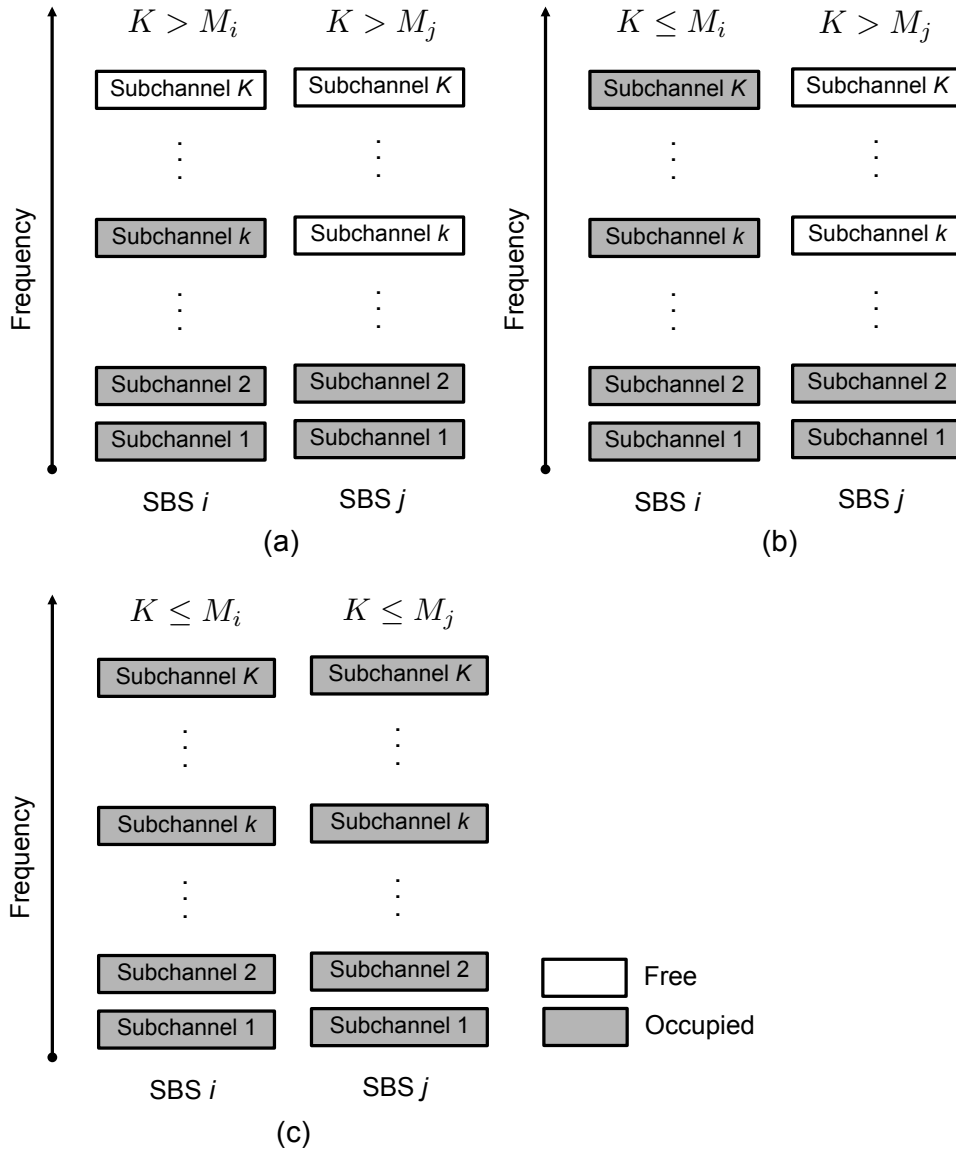 K > M_i
K > M_j
Subchannel K
Subchannel K
Subchannel k
Subchannel k
Subchannel 2
Subchannel 2
Subchannel 1
Subchannel 1
Frequency
SBS i
SBS j
(a)
K ≤ M_i
K > M_j
Subchannel K
Subchannel K
Subchannel k
Subchannel k
Subchannel 2
Subchannel 2
Subchannel 1
Subchannel 1
Frequency
SBS i
SBS j
(b)
K ≤ M_i
K ≤ M_j
Subchannel K
Subchannel K
Subchannel k
Subchannel k
Subchannel 2
Subchannel 2
Subchannel 1
Subchannel 1
Frequency
SBS i
SBS j
(c)
Free
Occupied